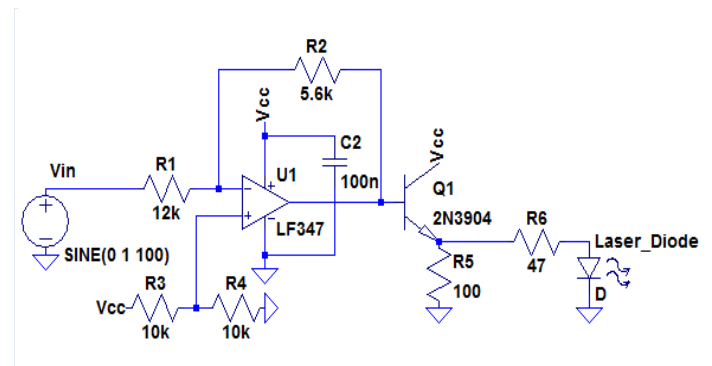 R2
5.6k
Vcc
C2
100n
Vcc
Vin
R1
12k
U1
LF347
Q1
2N3904
SINE(0 1 100)
R6
47
Laser_Diode
D
R5
100
Vcc
R3
10k
R4
10k